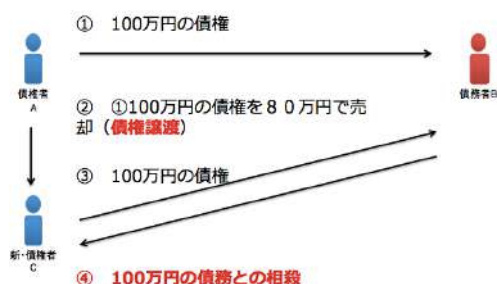 ① 100万円の債権
債権者
A
債務者B
② ①100万円の債権を８０万円で売
却（債権譲渡）
③ 100万円の債権
新・債権者
C
④ 100万円の債務との相殺